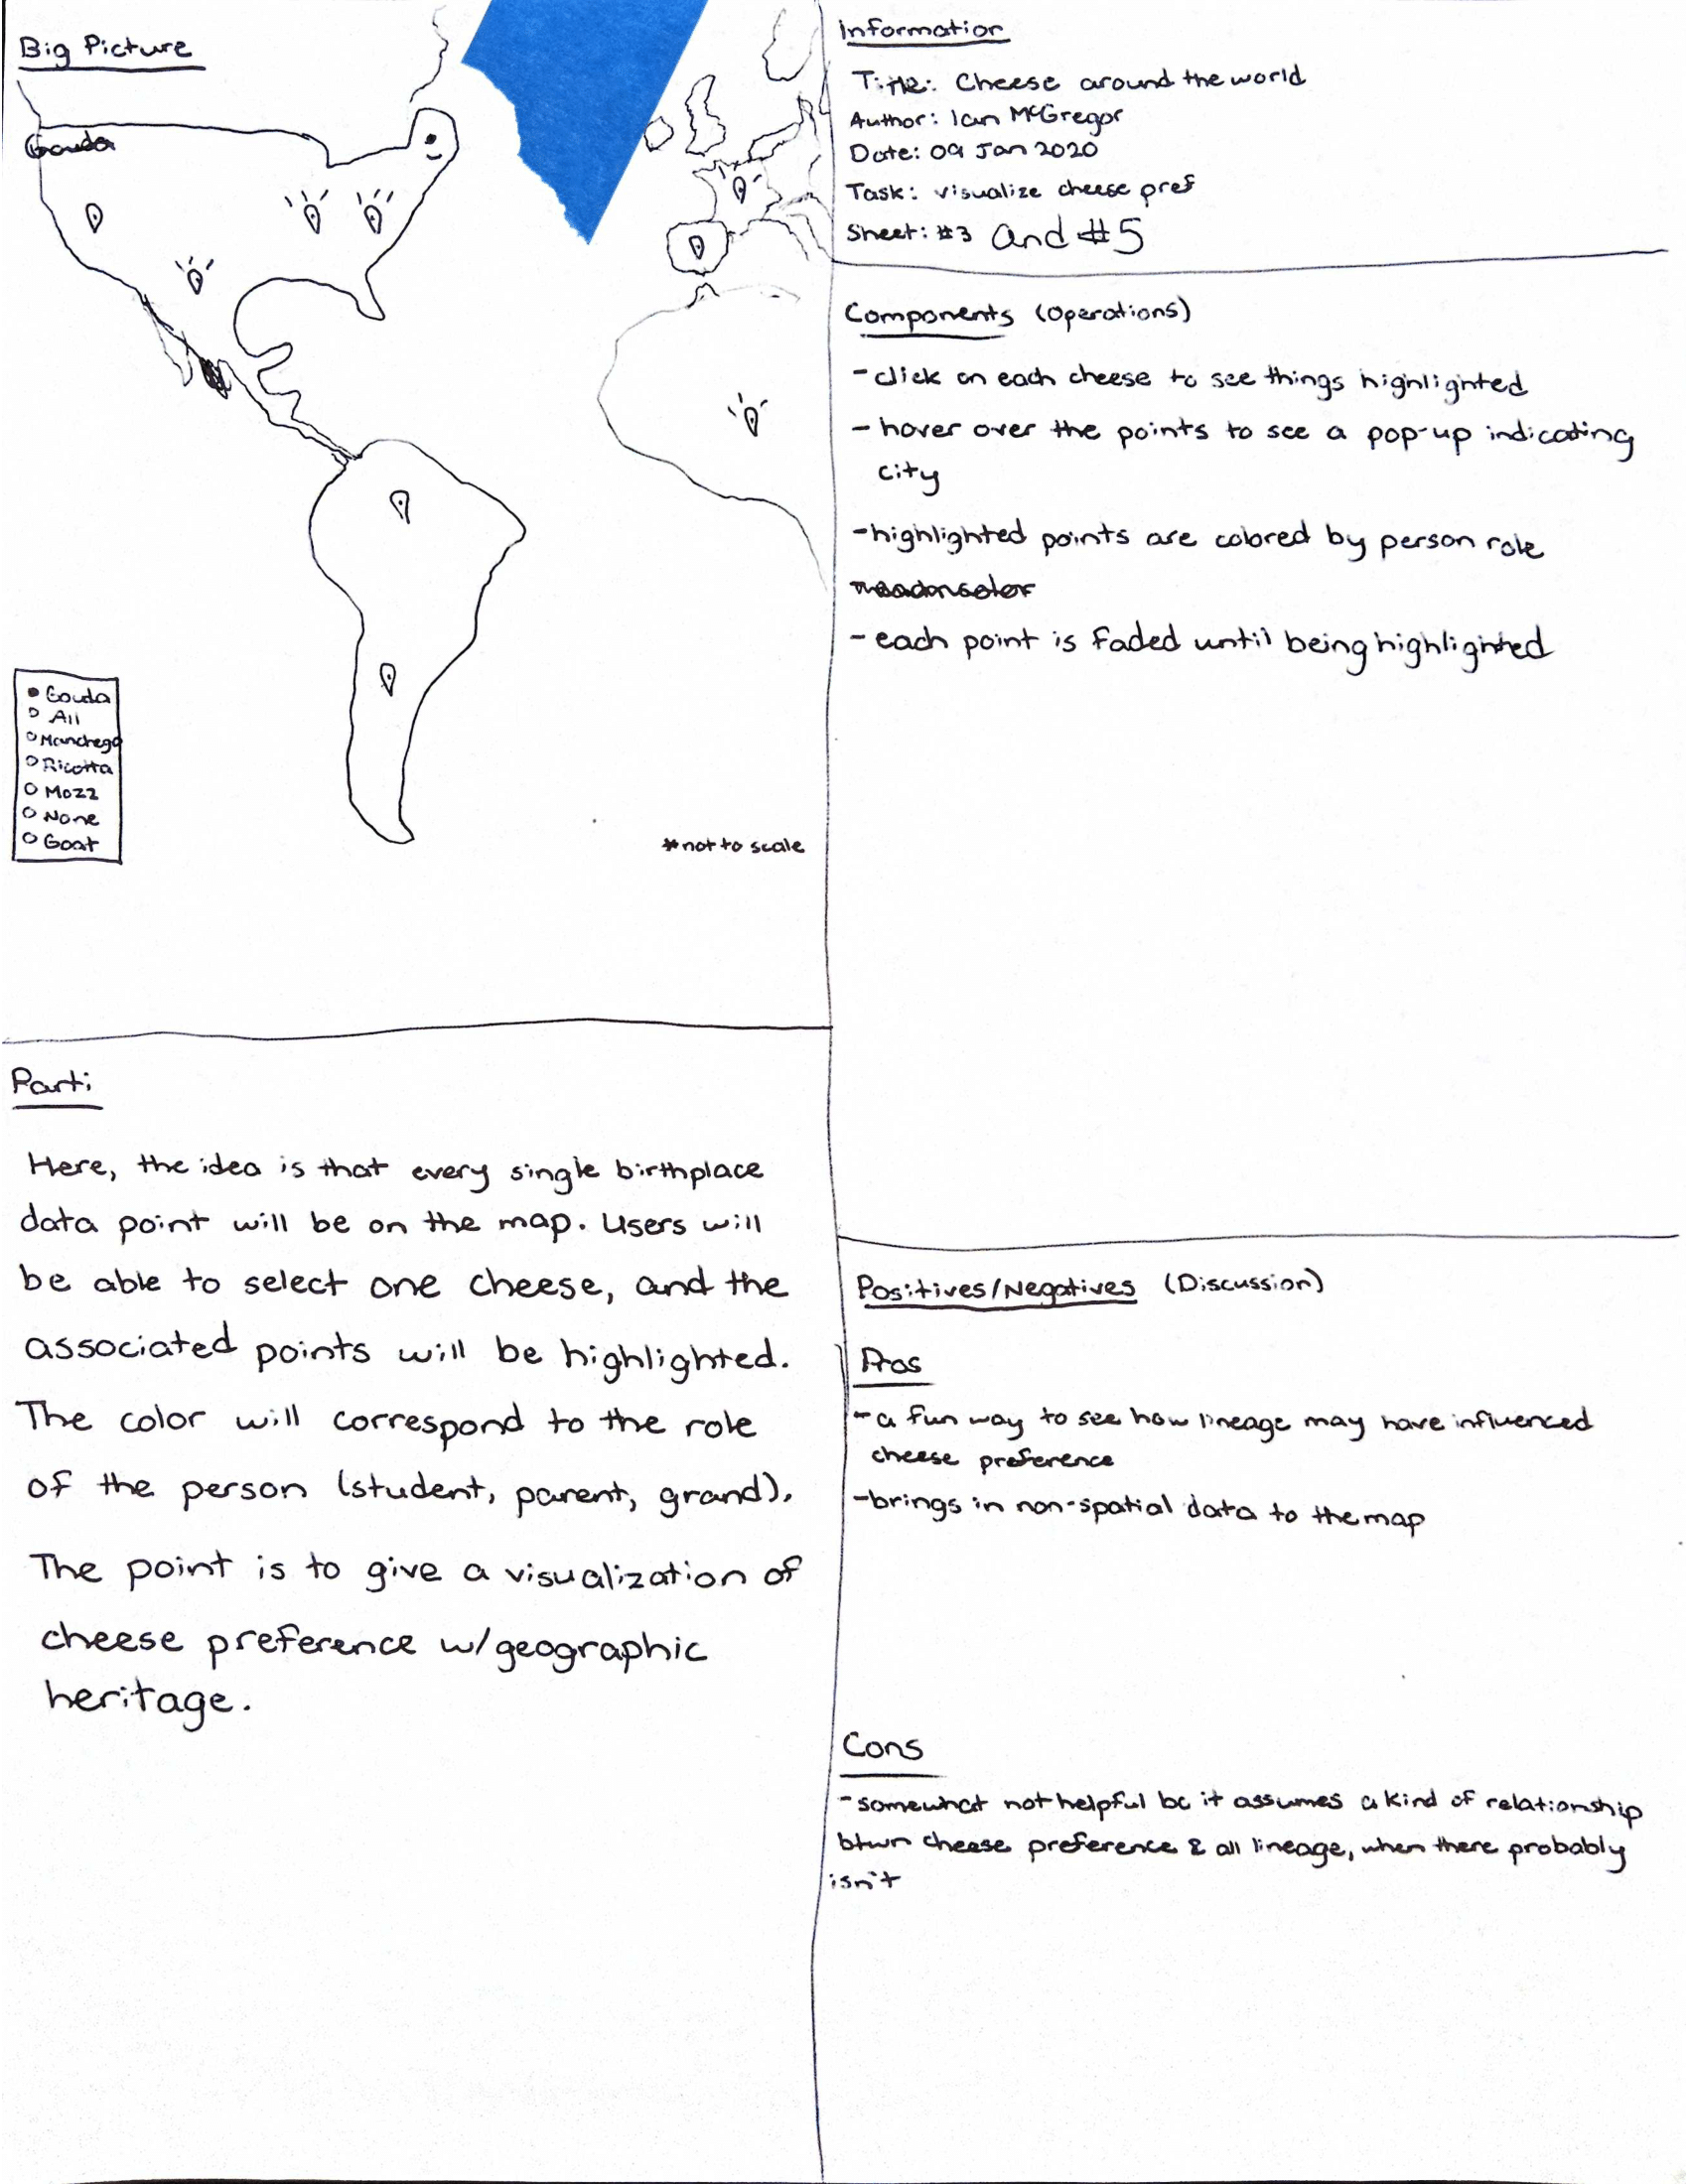 Big Picture
Gouda
Gouda
All
Manchego
Ricotta
Mozz
None
Goat
*not to scale
Information
Title: Cheese around the world
Author: Ian McGregor
Date: 09 Jan 2020
Task: visualize cheese pref
Sheet: #3 and #5
Components (Operations)
- click on each cheese to see things highlighted
- hover over the points to see a pop-up indicating
city
- highlighted points are colored by person role
- each point is faded until being highlighted
Parti
Here, the idea is that every single birthplace
data point will be on the map. Users will
be able to select one cheese, and the
associated points will be highlighted.
The color will correspond to the role
of the person (student, parent, grand).
The point is to give a visualization of
cheese preference w/geographic
heritage.
Positives/Negatives (Discussion)
Pros
- a fun way to see how lineage may have influenced
cheese preference
- brings in non-spatial data to the map
Cons
- somewhat not helpful bc it assumes a kind of relationship
btwn cheese preference & all lineage, when there probably
isn't